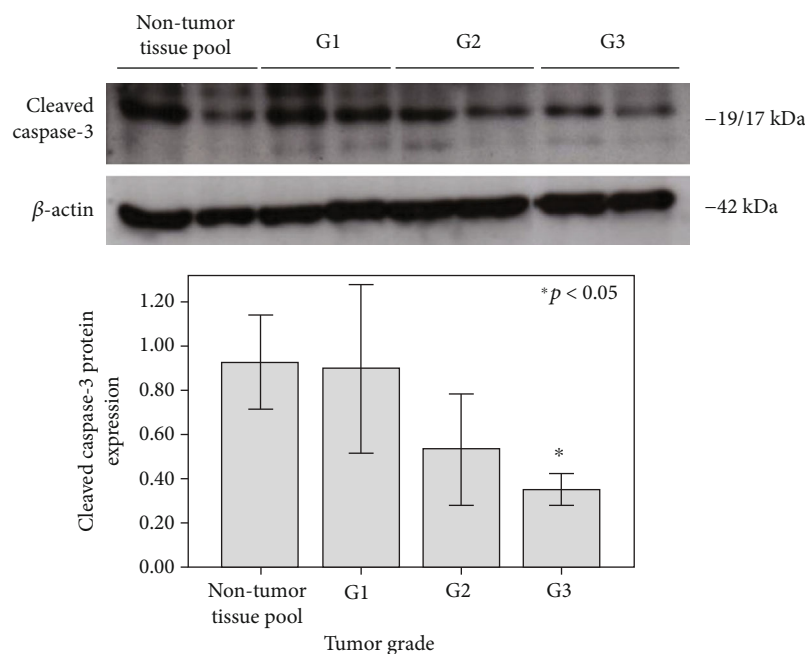 Non-tumor
tissue pool
G1
G2
G3
Cleaved
caspase-3
−19/17 kDa
β-actin
−42 kDa
*p < 0.05
1.20
1.00
0.80
0.60
0.40
0.20
0.00
Cleaved caspase-3 protein
expression
*
Non-tumor
tissue pool
G1
G2
G3
Tumor grade